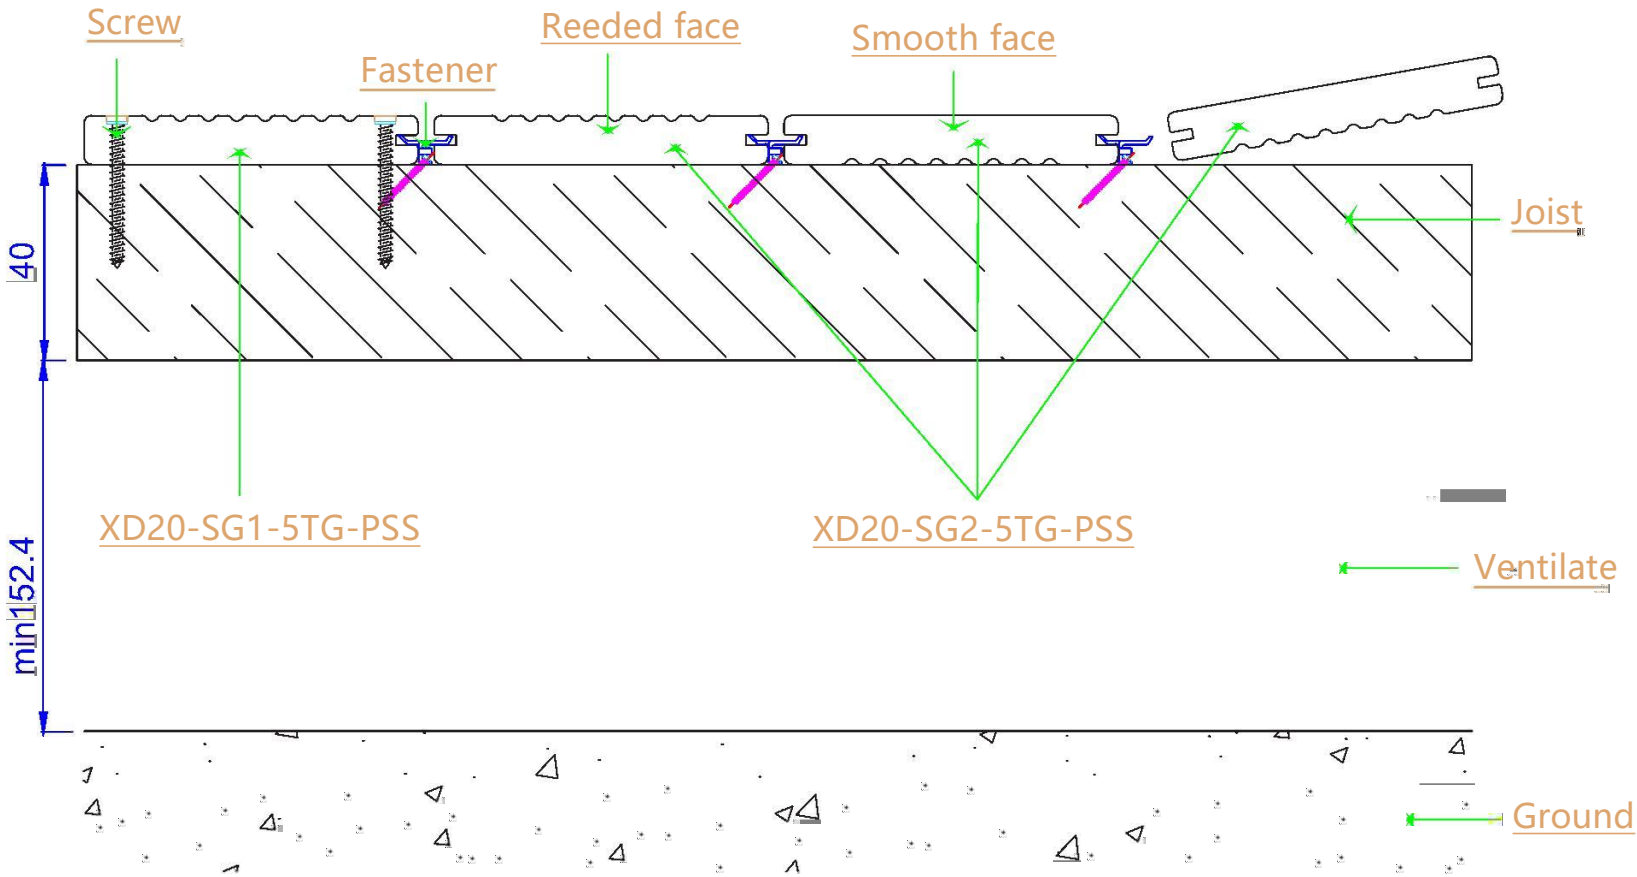 Screw
Reeded face
Smooth face
Fastener
Joist
40
XD20-SG1-5TG-PSS
XD20-SG2-5TG-PSS
Ventilate
min152.4
Ground